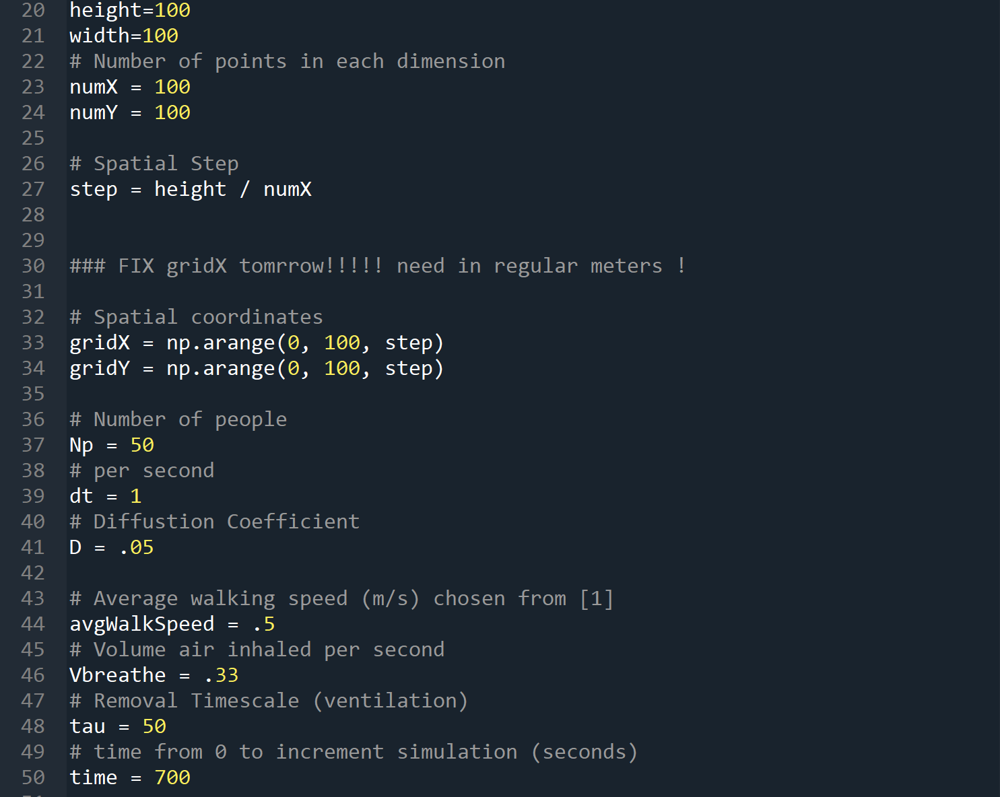 20 height=100
21 width=100
22 # Number of points in each dimension
23 numX = 100
24 numY = 100
25
26 # Spatial Step
27 step = height / numX
28
29
30 ### FIX gridX tomrrow!!!!! need in regular meters !
31
32 # Spatial coordinates
33 gridX = np.arange(0, 100, step)
34 gridY = np.arange(0, 100, step)
35
36 # Number of people
37 Np = 50
38 # per second
39 dt = 1
40 # Diffustion Coefficient
41 D = .05
42
43 # Average walking speed (m/s) chosen from [1]
44 avgWalkSpeed = .5
45 # Volume air inhaled per second
46 Vbreathe = .33
47 # Removal Timescale (ventilation)
48 tau = 50
49 # time from 0 to increment simulation (seconds)
50 time = 700